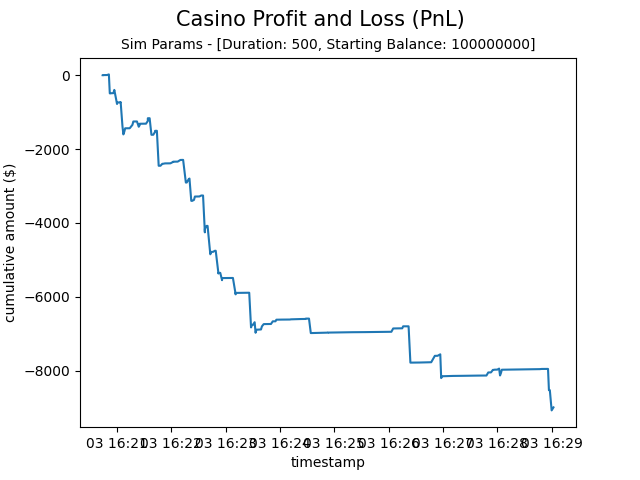 Casino Profit and Loss (PnL)
Sim Params - [Duration: 500, Starting Balance: 100000000]
cumulative amount ($)
0
−2000
−4000
−6000
−8000
03 16:21 03 16:22 03 16:23 03 16:24 03 16:25 03 16:26 03 16:27 03 16:28 03 16:29
timestamp